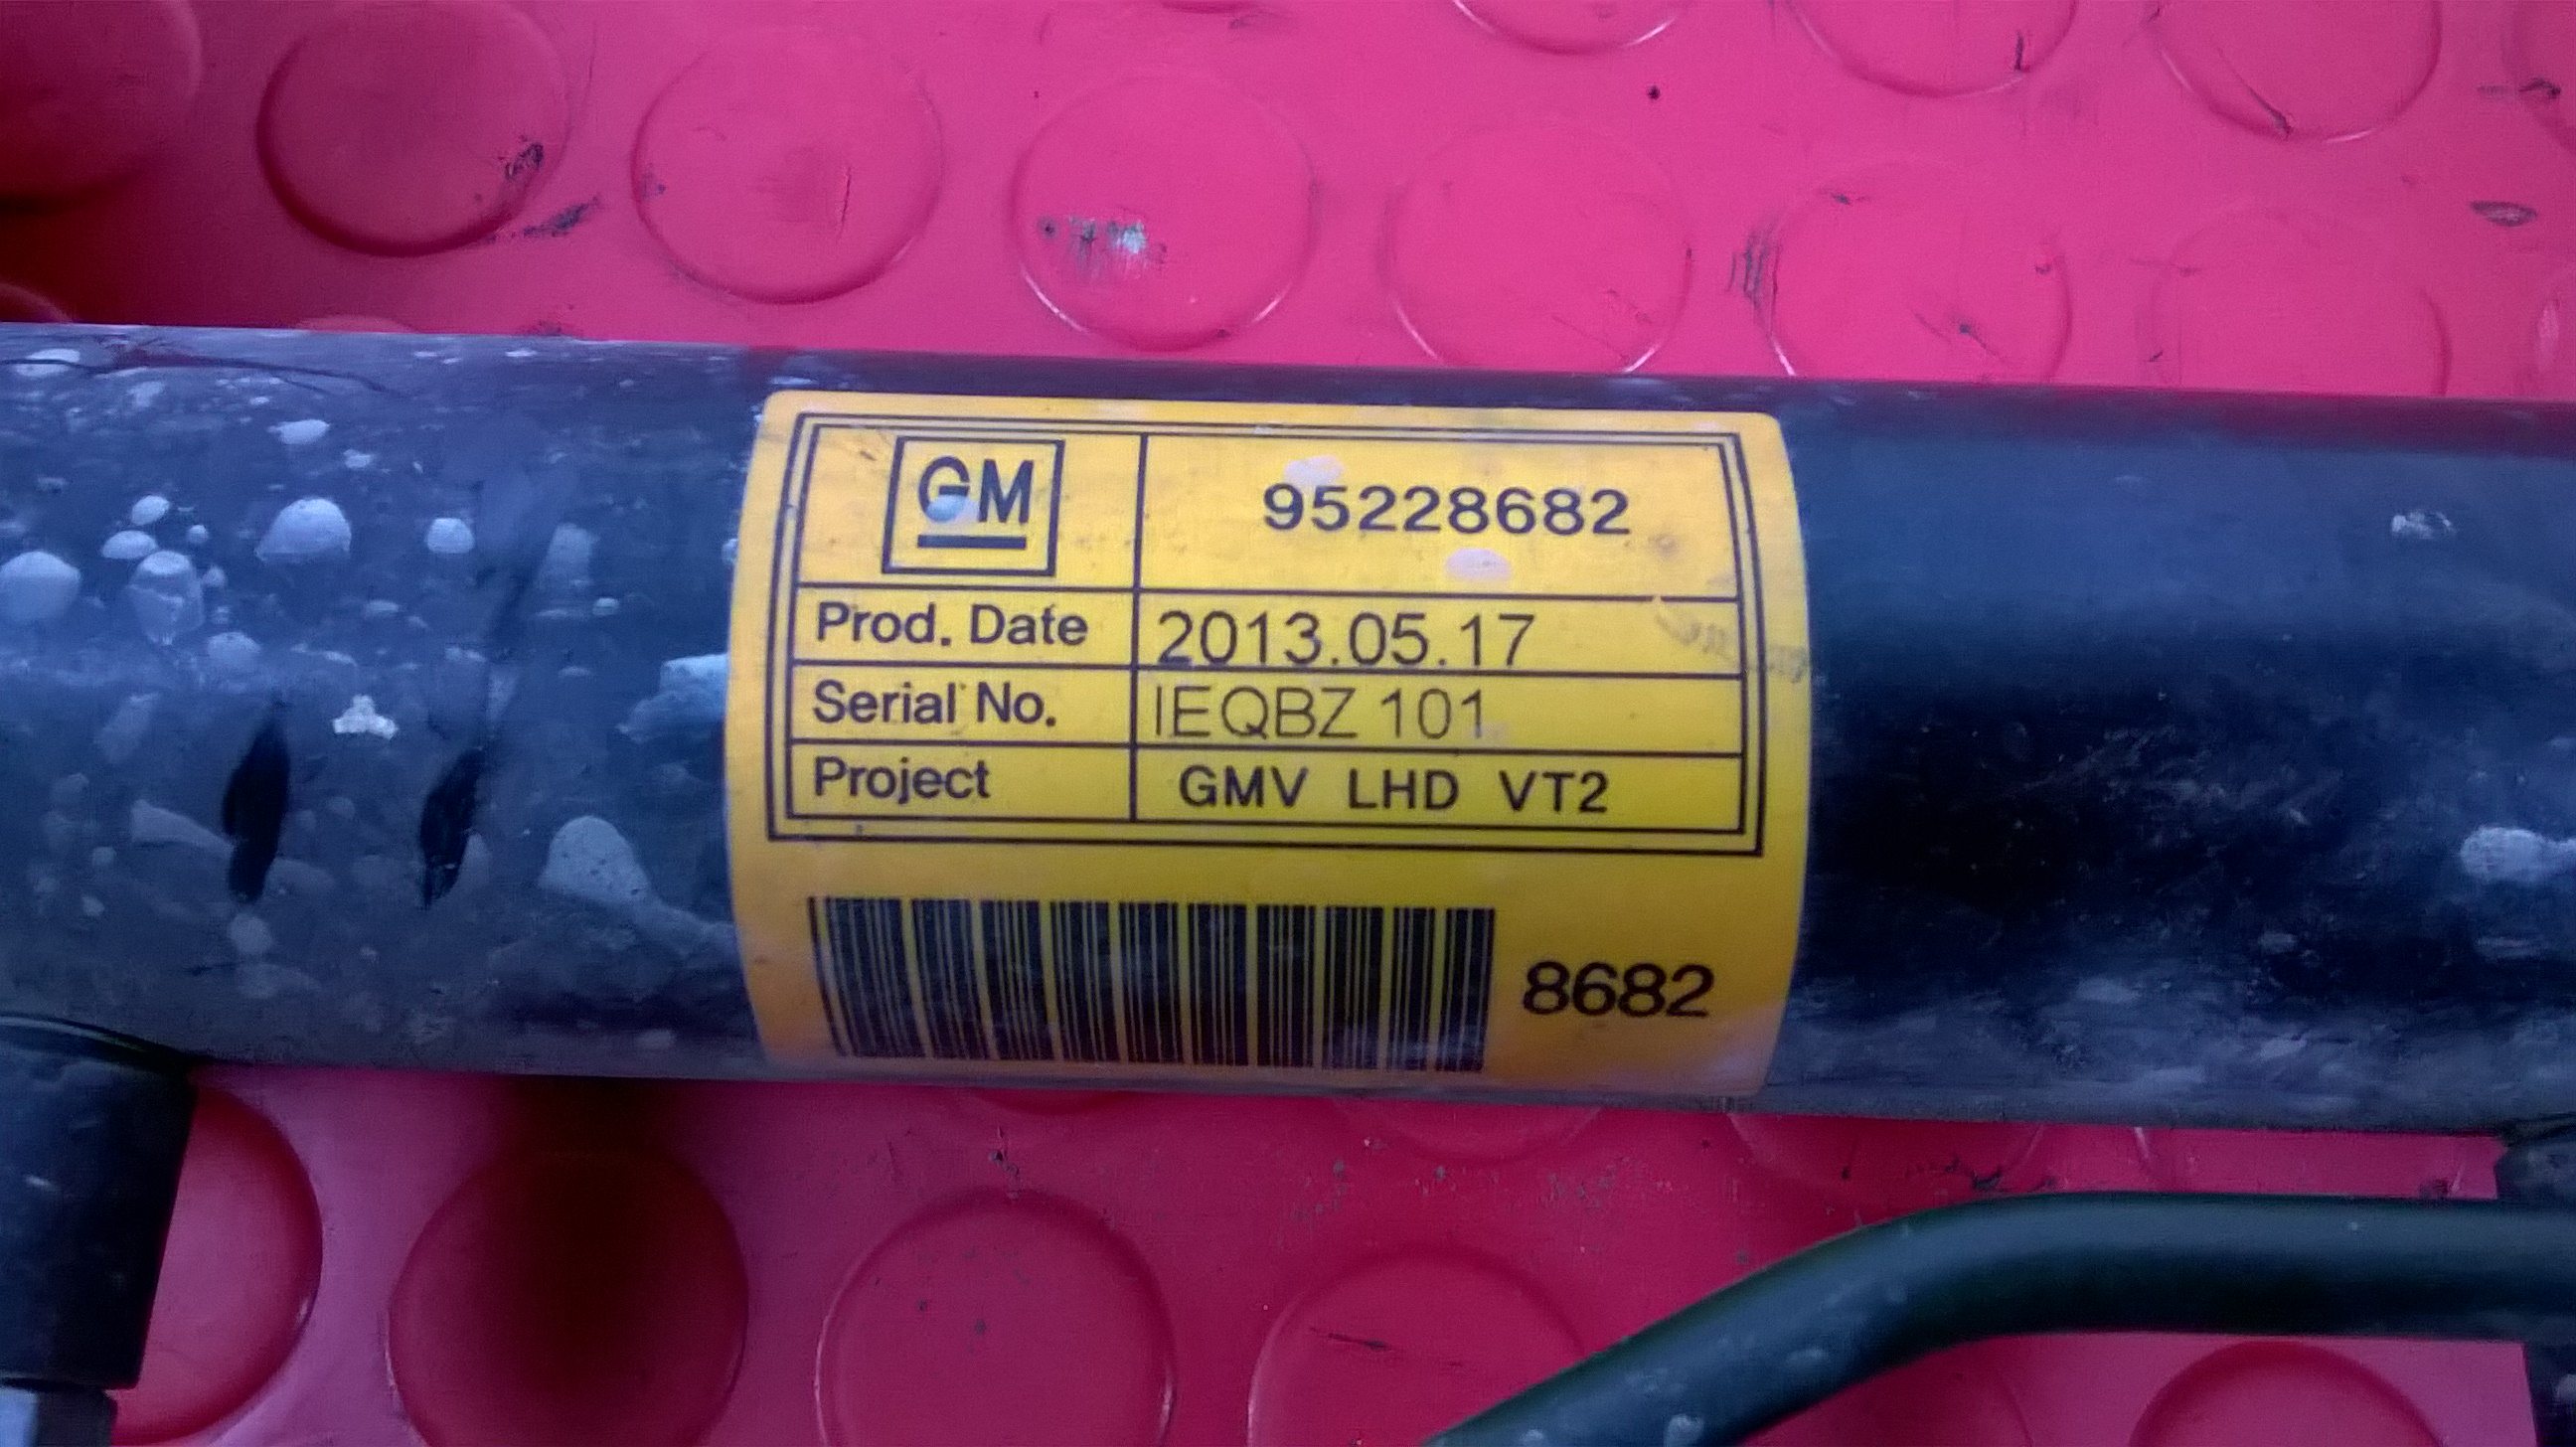 GM 95228682
Prod. Date 2013.05.17
Serial No. IEQBZ 101
Project GMV LHD VT2
8682